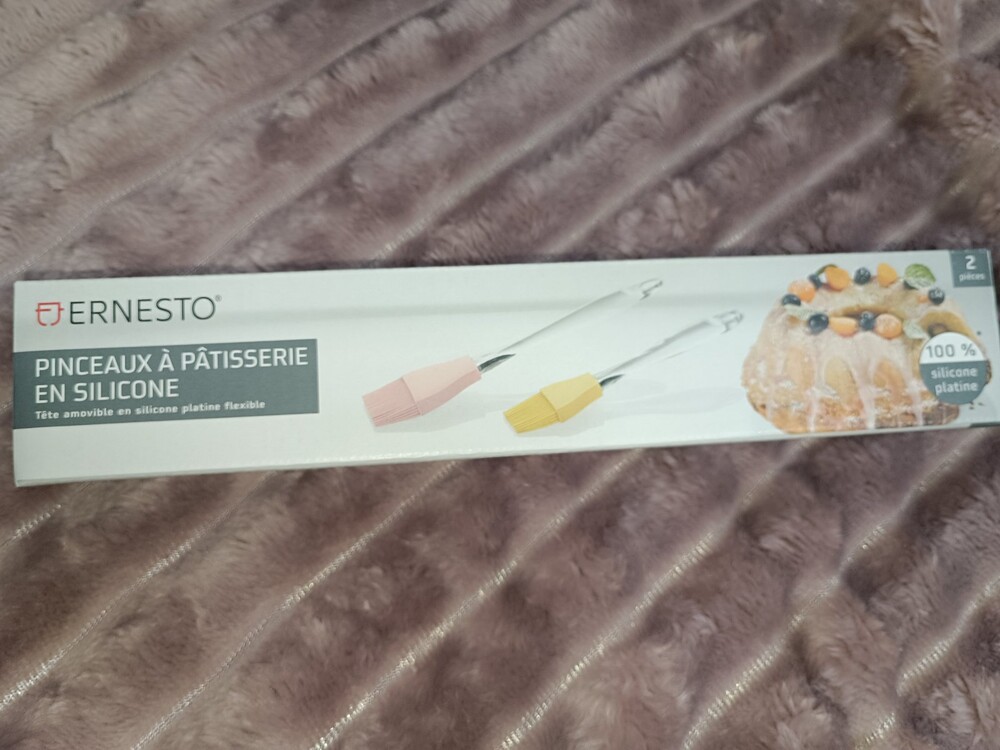 ERNESTO®
PINCEAUX À PÂTISSERIE
EN SILICONE
Tête amovible en silicone platine flexible
2
pièces
100 %
silicone
platine